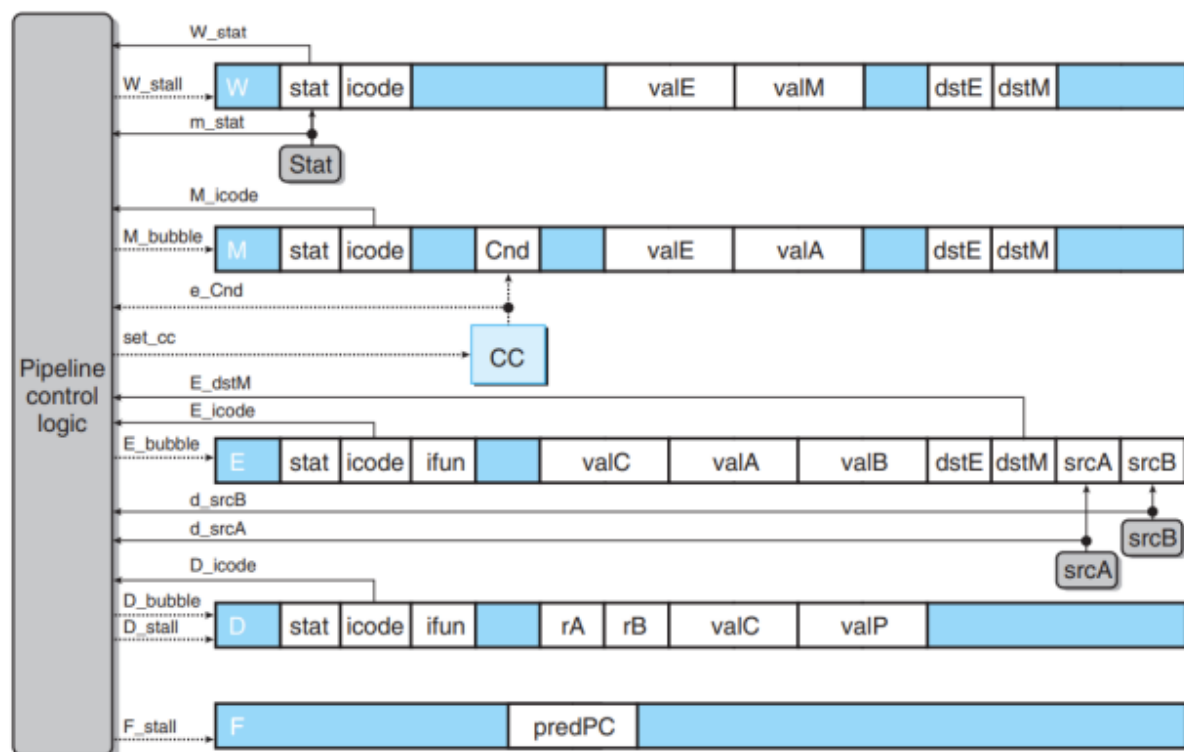 W_stat
W_stall
W stat icode valE valM dstE dstM
m_stat
Stat
M_icode
M_bubble
M stat icode Cnd valE valA dstE dstM
e_Cnd
set_cc
CC
Pipeline
control
logic
E_dstM
E_icode
E_bubble
E stat icode ifun valC valA valB dstE dstM srcA srcB
d_srcB
srcB
d_srcA
srcA
D_icode
D_bubble
D_stall
D stat icode ifun rA rB valC valP
F_stall
F predPC